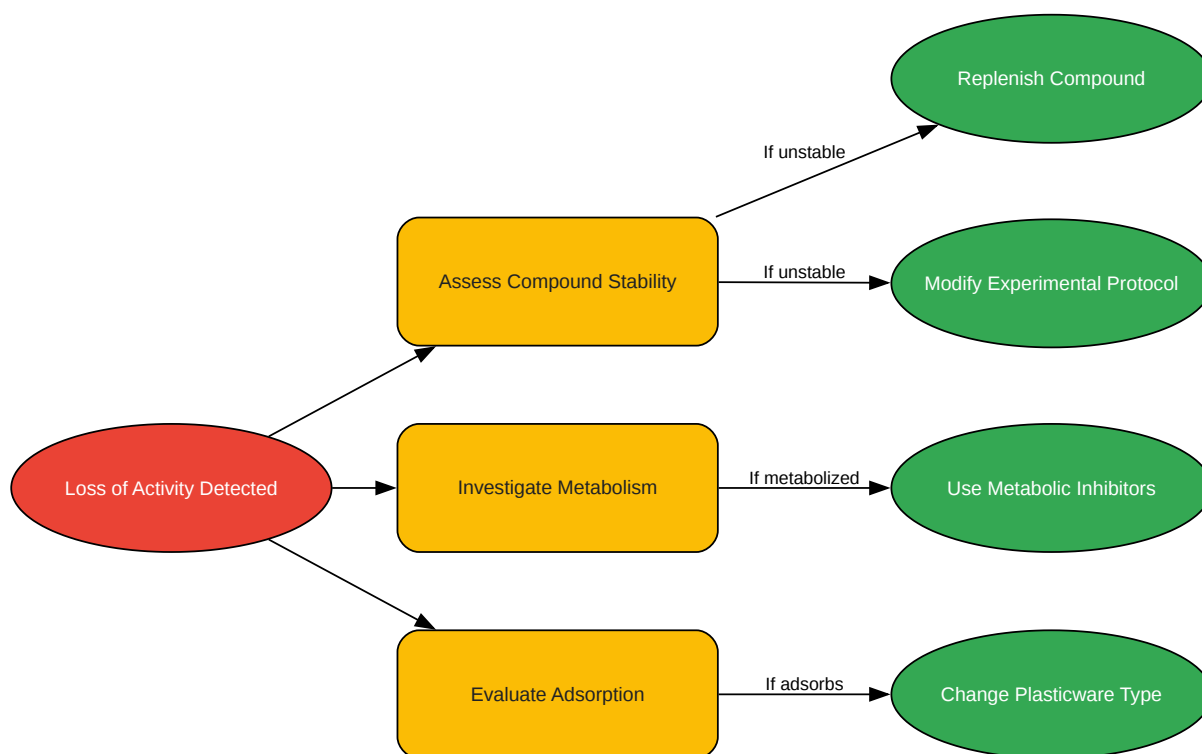 Replenish Compound
If unstable
Assess Compound Stability
If unstable
Modify Experimental Protocol
Loss of Activity Detected
Investigate Metabolism
If metabolized
Use Metabolic Inhibitors
Evaluate Adsorption
If adsorbs
Change Plasticware Type